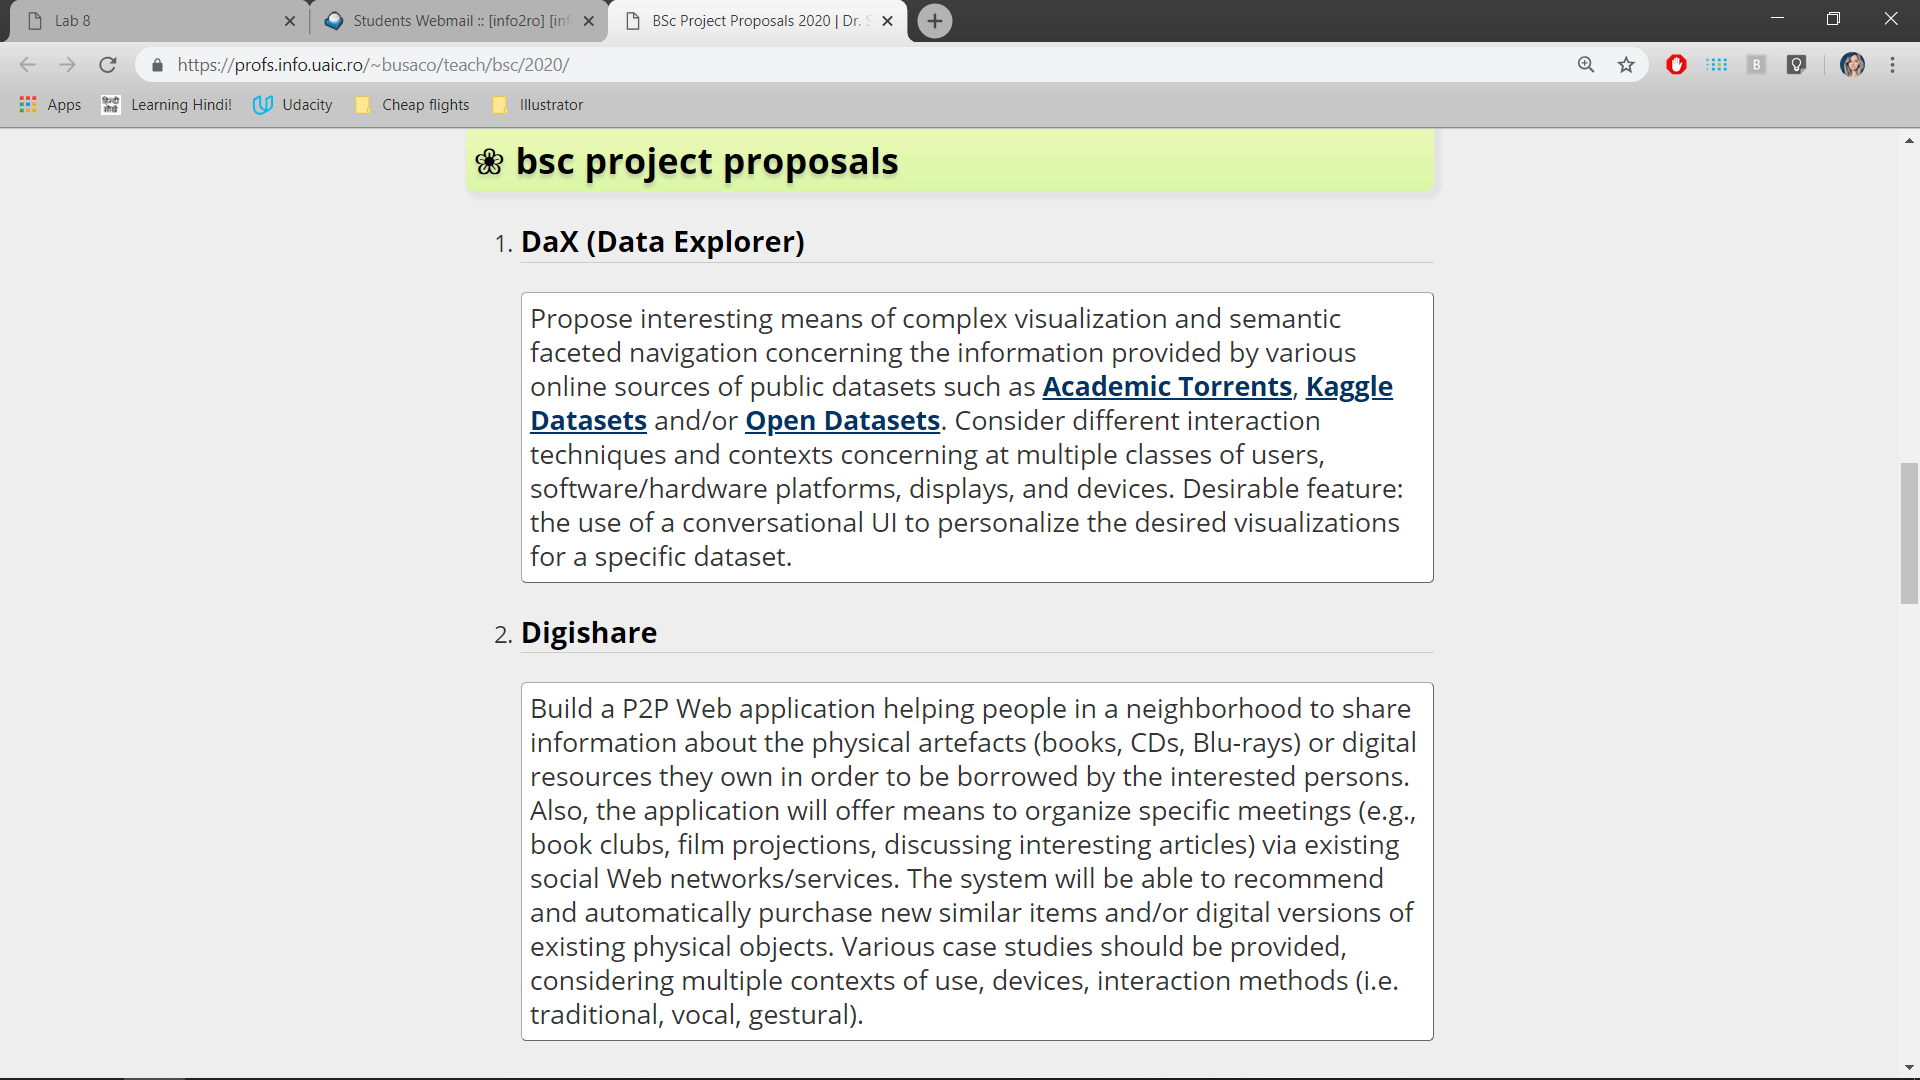 Lab 8
Students Webmail :: [info2ro] [inf
BSc Project Proposals 2020 | Dr. S
https://profs.info.uaic.ro/~busaco/teach/bsc/2020/
B
Apps
Learning Hindi!
Udacity
Cheap flights
Illustrator
❀ bsc project proposals
1. DaX (Data Explorer)
Propose interesting means of complex visualization and semantic
faceted navigation concerning the information provided by various
online sources of public datasets such as Academic Torrents, Kaggle
Datasets and/or Open Datasets. Consider different interaction
techniques and contexts concerning at multiple classes of users,
software/hardware platforms, displays, and devices. Desirable feature:
the use of a conversational UI to personalize the desired visualizations
for a specific dataset.
2. Digishare
Build a P2P Web application helping people in a neighborhood to share
information about the physical artefacts (books, CDs, Blu-rays) or digital
resources they own in order to be borrowed by the interested persons.
Also, the application will offer means to organize specific meetings (e.g.,
book clubs, film projections, discussing interesting articles) via existing
social Web networks/services. The system will be able to recommend
and automatically purchase new similar items and/or digital versions of
existing physical objects. Various case studies should be provided,
considering multiple contexts of use, devices, interaction methods (i.e.
traditional, vocal, gestural).